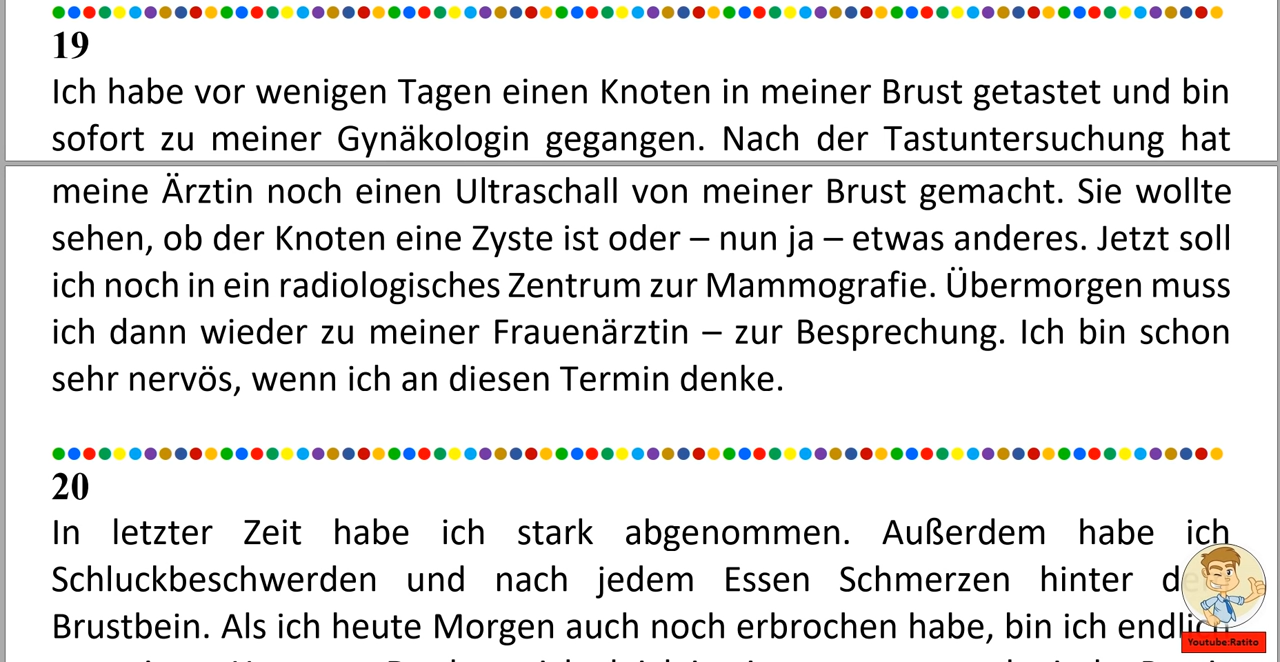 19
Ich habe vor wenigen Tagen einen Knoten in meiner Brust getastet und bin
sofort zu meiner Gynäkologin gegangen. Nach der Tastuntersuchung hat
meine Ärztin noch einen Ultraschall von meiner Brust gemacht. Sie wollte
sehen, ob der Knoten eine Zyste ist oder – nun ja – etwas anderes. Jetzt soll
ich noch in ein radiologisches Zentrum zur Mammografie. Übermorgen muss
ich dann wieder zu meiner Frauenärztin – zur Besprechung. Ich bin schon
sehr nervös, wenn ich an diesen Termin denke.
20
In letzter Zeit habe ich stark abgenommen. Außerdem habe ich
Schluckbeschwerden und nach jedem Essen Schmerzen hinter
Brustbein. Als ich heute Morgen auch noch erbrochen habe, bin ich endlich
Youtube:Ratito